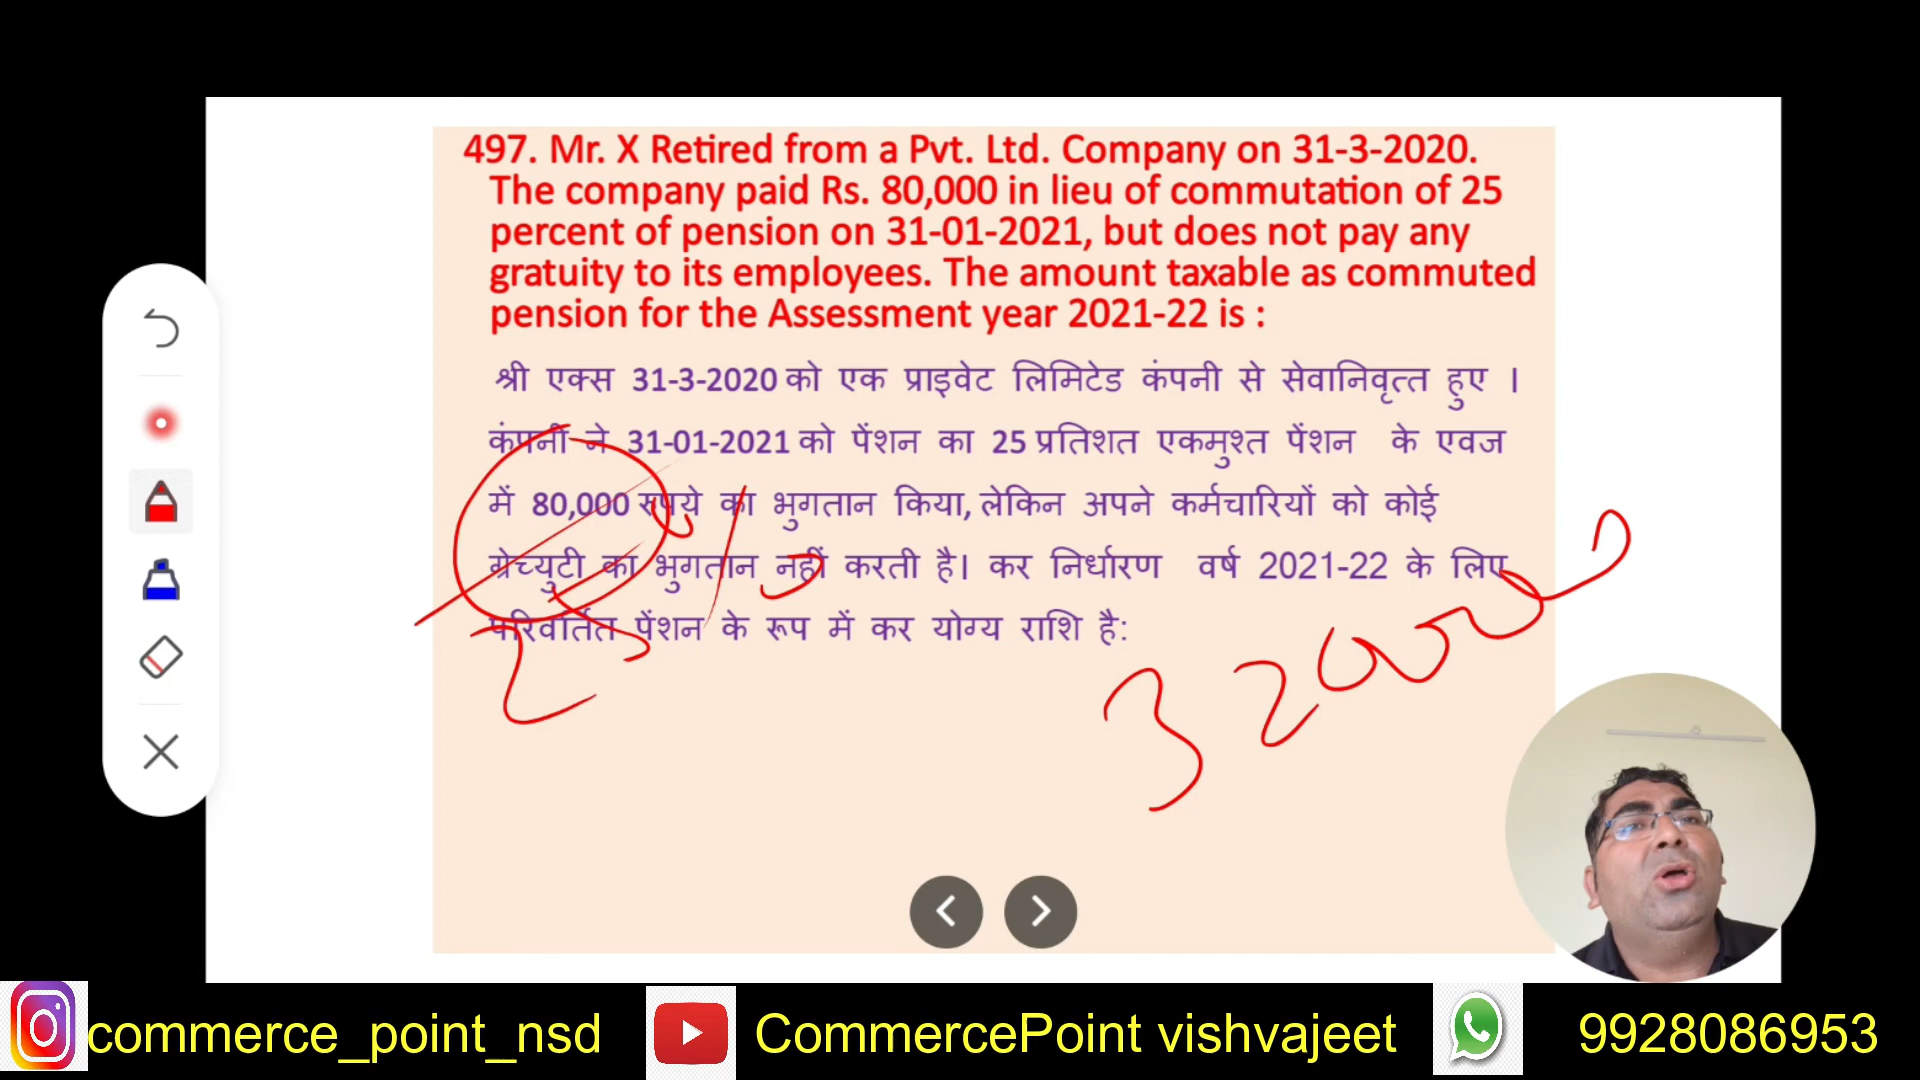 497. Mr. X Retired from a Pvt. Ltd. Company on 31-3-2020.
The company paid Rs. 80,000 in lieu of commutation of 25
percent of pension on 31-01-2021, but does not pay any
gratuity to its employees. The amount taxable as commuted
pension for the Assessment year 2021-22 is :
श्री एक्स 31-3-2020 को एक प्राइवेट लिमिटेड कंपनी से सेवानिवृत्त हुए ।
कंपनी ने 31-01-2021 को पेंशन का 25 प्रतिशत एकमुश्त पेंशन के एवज
में 80,000 रुपये का भुगतान किया, लेकिन अपने कर्मचारियों को कोई
ग्रेच्युटी का भुगतान नहीं करती है। कर निर्धारण वर्ष 2021-22 के लिए
परिवर्तित पेंशन के रूप में कर योग्य राशि है:
25%
320000
commerce_point_nsd
CommercePoint vishvajeet
9928086953